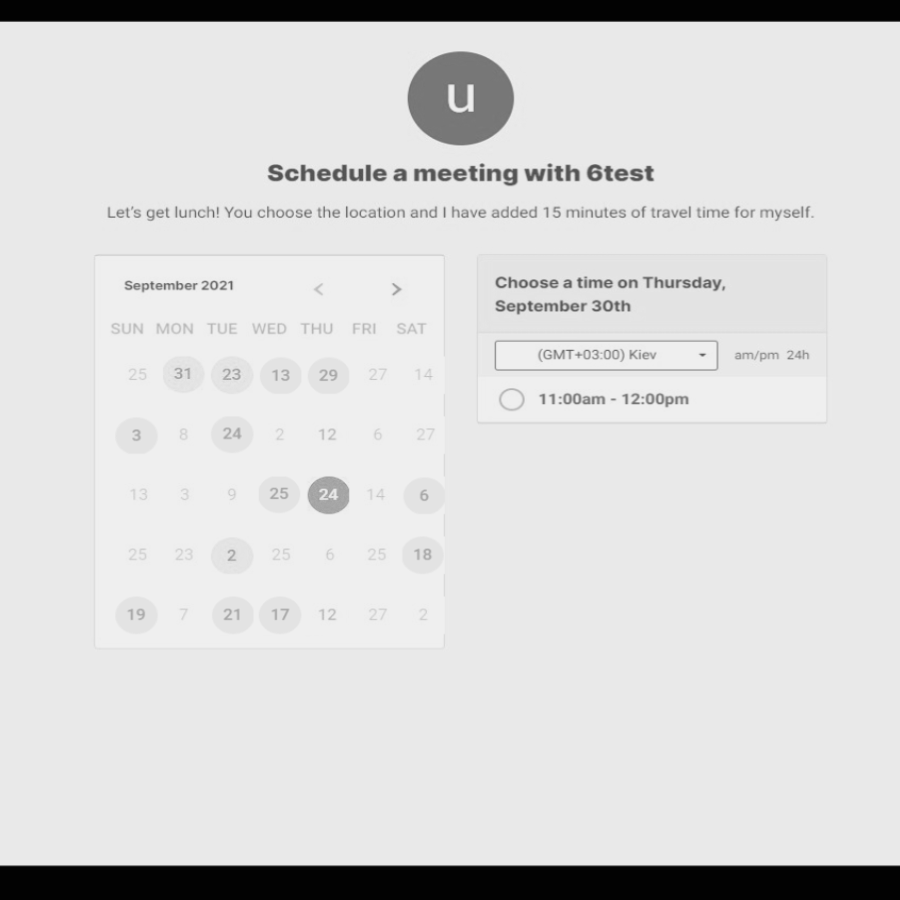 u
Schedule a meeting with 6test
Let's get lunch! You choose the location and I have added 15 minutes of travel time for myself.
September 2021 < >
SUN MON TUE WED THU FRI SAT
25 31 23 13 29 27 14
3 8 24 2 12 6 27
13 3 9 25 24 14 6
25 23 2 25 6 25 18
19 7 21 17 12 27 2
Choose a time on Thursday,
September 30th
(GMT+03:00) Kiev am/pm 24h
11:00am - 12:00pm